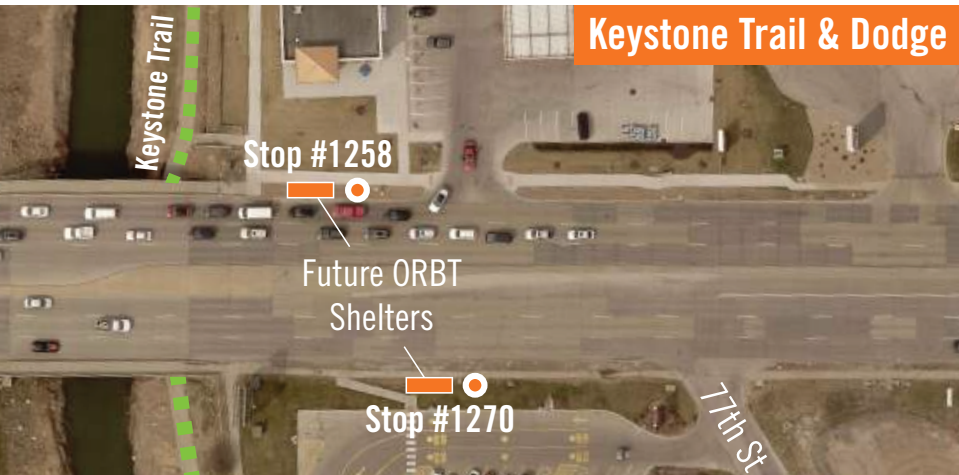 Keystone Trail & Dodge
Keystone Trail
Stop #1258
Future ORBT
Shelters
Stop #1270
77th St